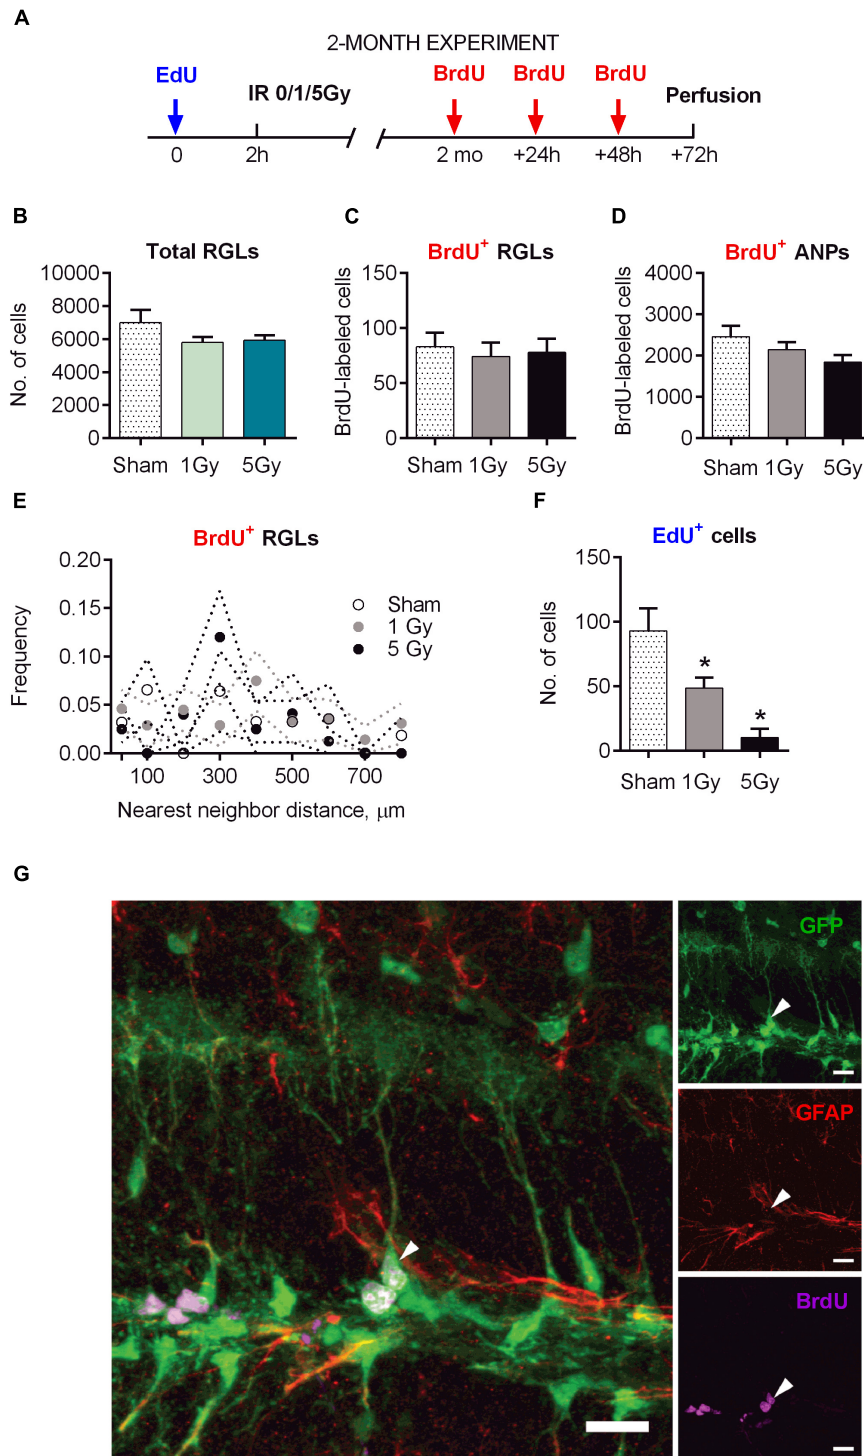 A
2-MONTH EXPERIMENT
EdU
IR 0/1/5Gy
BrdU BrdU BrdU
Perfusion
0 2h 2 mo +24h +48h +72h
B
Total RGLs
No. of cells
10000
8000
6000
4000
2000
0
Sham 1Gy 5Gy
C
BrdU+ RGLs
BrdU-labeled cells
150
100
50
0
Sham 1Gy 5Gy
D
BrdU+ ANPs
BrdU-labeled cells
4000
3000
2000
1000
0
Sham 1Gy 5Gy
E
BrdU+ RGLs
Frequency
0.20
0.15
0.10
0.05
0.00
Sham
1 Gy
5 Gy
100 300 500 700
Nearest neighbor distance, μm
F
EdU+ cells
No. of cells
150
100
50
0
* *
Sham 1Gy 5Gy
G
GFP
GFAP
BrdU